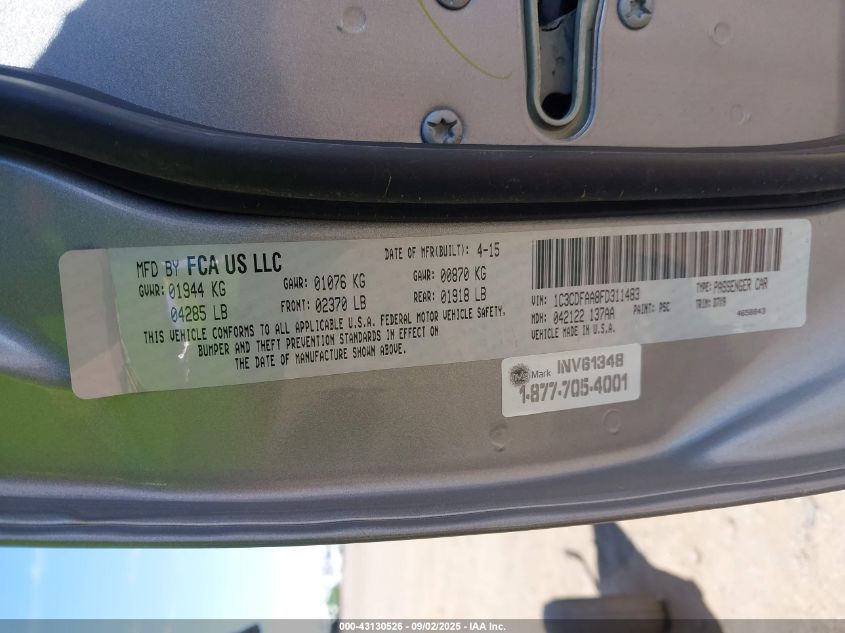 MFD BY FCA US LLC
DATE OF MFR(BUILT): 4-15
GVWR: 01944 KG
04285 LB
GAWR: 01076 KG
FRONT: 02370 LB
GAWR: 00870 KG
REAR: 01918 LB
THIS VEHICLE CONFORMS TO ALL APPLICABLE U.S.A. FEDERAL MOTOR VEHICLE SAFETY,
BUMPER AND THEFT PREVENTION STANDARDS IN EFFECT ON
THE DATE OF MANUFACTURE SHOWN ABOVE.
VIN: 1C3CDFAA8FD311483
TYPE: PASSENGER CAR
MDH: 042122 137AA
PAINT: PSC
TRIM:
VEHICLE MADE IN U.S.A.
4650043
Mark
INV61348
1-877-705-4001
000-43130526 - 09/02/2025 - IAA Inc.